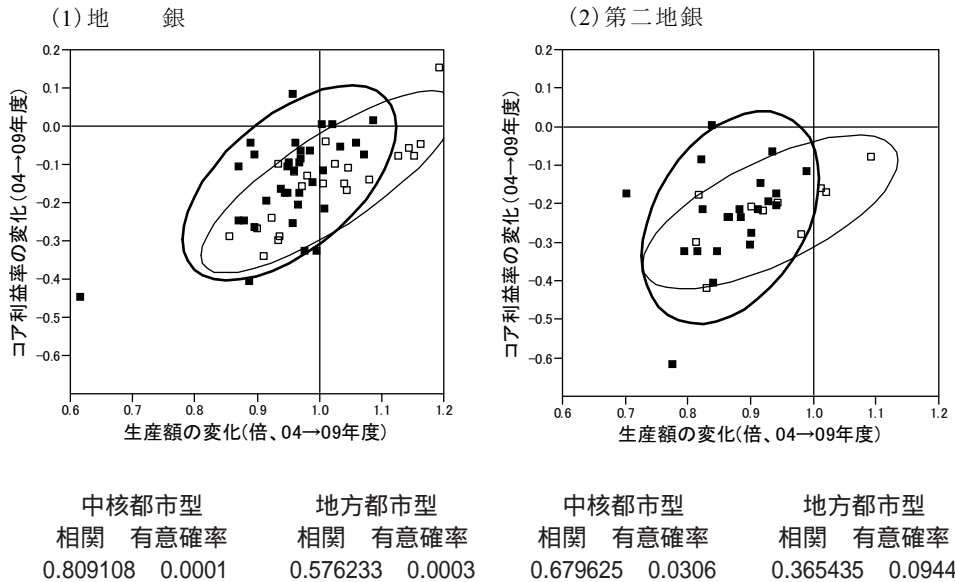 (1)地　　銀
0.2
0.1
0.0
-0.1
-0.2
-0.3
-0.4
-0.5
-0.6
コア利益率の変化(04→09年度)
0.6 0.7 0.8 0.9 1.0 1.1 1.2
生産額の変化(倍、04→09年度)
(2)第二地銀
0.2
0.1
0.0
-0.1
-0.2
-0.3
-0.4
-0.5
-0.6
コア利益率の変化(04→09年度)
0.6 0.7 0.8 0.9 1.0 1.1 1.2
生産額の変化(倍、04→09年度)
中核都市型 地方都市型
相関 有意確率 相関 有意確率
0.809108 0.0001 0.576233 0.0003
中核都市型 地方都市型
相関 有意確率 相関 有意確率
0.679625 0.0306 0.365435 0.0944